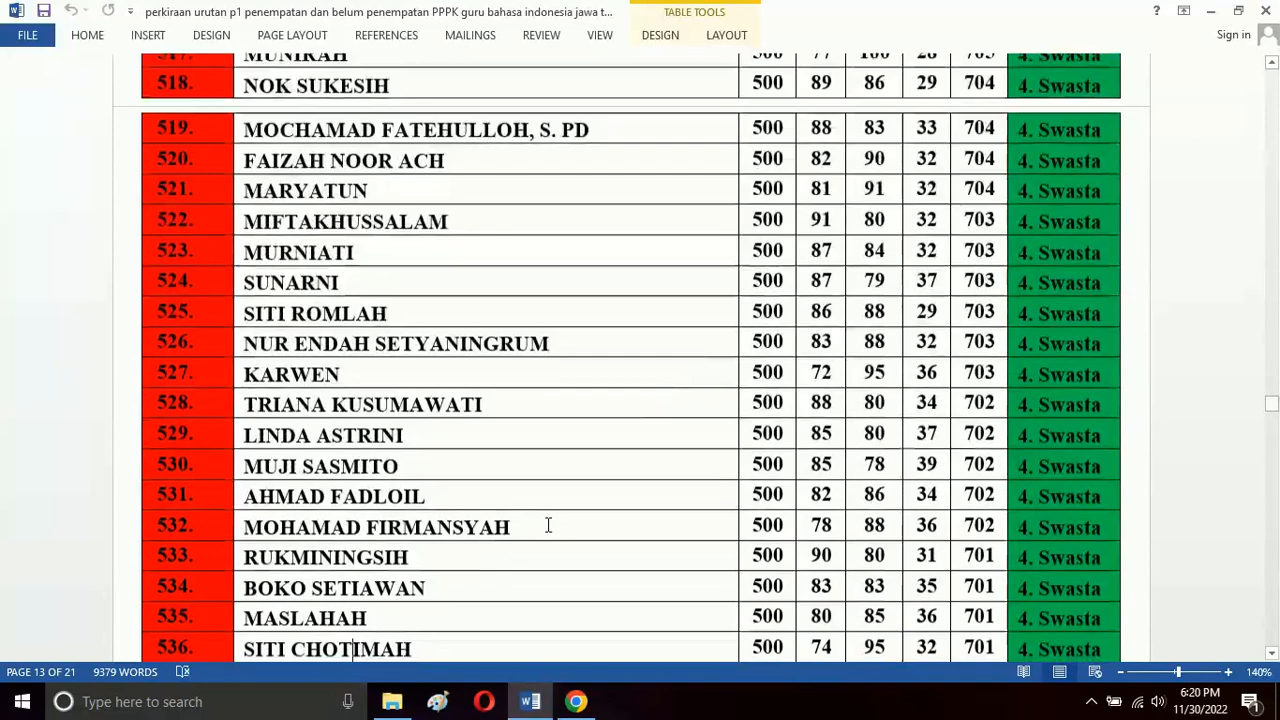 perkiraan urutan p1 penempatan dan belum penempatan PPPK guru bahasa indonesia jawa t...
TABLE TOOLS
FILE HOME INSERT DESIGN PAGE LAYOUT REFERENCES MAILINGS REVIEW VIEW DESIGN LAYOUT Sign in
517. MUNIRAH 500 77 100 28 705 4. Swasta
518. NOK SUKESIH 500 89 86 29 704 4. Swasta
519. MOCHAMAD FATEHULLOH, S. PD 500 88 83 33 704 4. Swasta
520. FAIZAH NOOR ACH 500 82 90 32 704 4. Swasta
521. MARYATUN 500 81 91 32 704 4. Swasta
522. MIFTAKHUSSALAM 500 91 80 32 703 4. Swasta
523. MURNIATI 500 87 84 32 703 4. Swasta
524. SUNARNI 500 87 79 37 703 4. Swasta
525. SITI ROMLAH 500 86 88 29 703 4. Swasta
526. NUR ENDAH SETYANINGRUM 500 83 88 32 703 4. Swasta
527. KARWEN 500 72 95 36 703 4. Swasta
528. TRIANA KUSUMAWATI 500 88 80 34 702 4. Swasta
529. LINDA ASTRINI 500 85 80 37 702 4. Swasta
530. MUJI SASMITO 500 85 78 39 702 4. Swasta
531. AHMAD FADLOIL 500 82 86 34 702 4. Swasta
532. MOHAMAD FIRMANSYAH 500 78 88 36 702 4. Swasta
533. RUKMININGSIH 500 90 80 31 701 4. Swasta
534. BOKO SETIAWAN 500 83 83 35 701 4. Swasta
535. MASLAHAH 500 80 85 36 701 4. Swasta
536. SITI CHOTIMAH 500 74 95 32 701 4. Swasta
PAGE 13 OF 21 9379 WORDS 140%
Type here to search
6:20 PM
11/30/2022